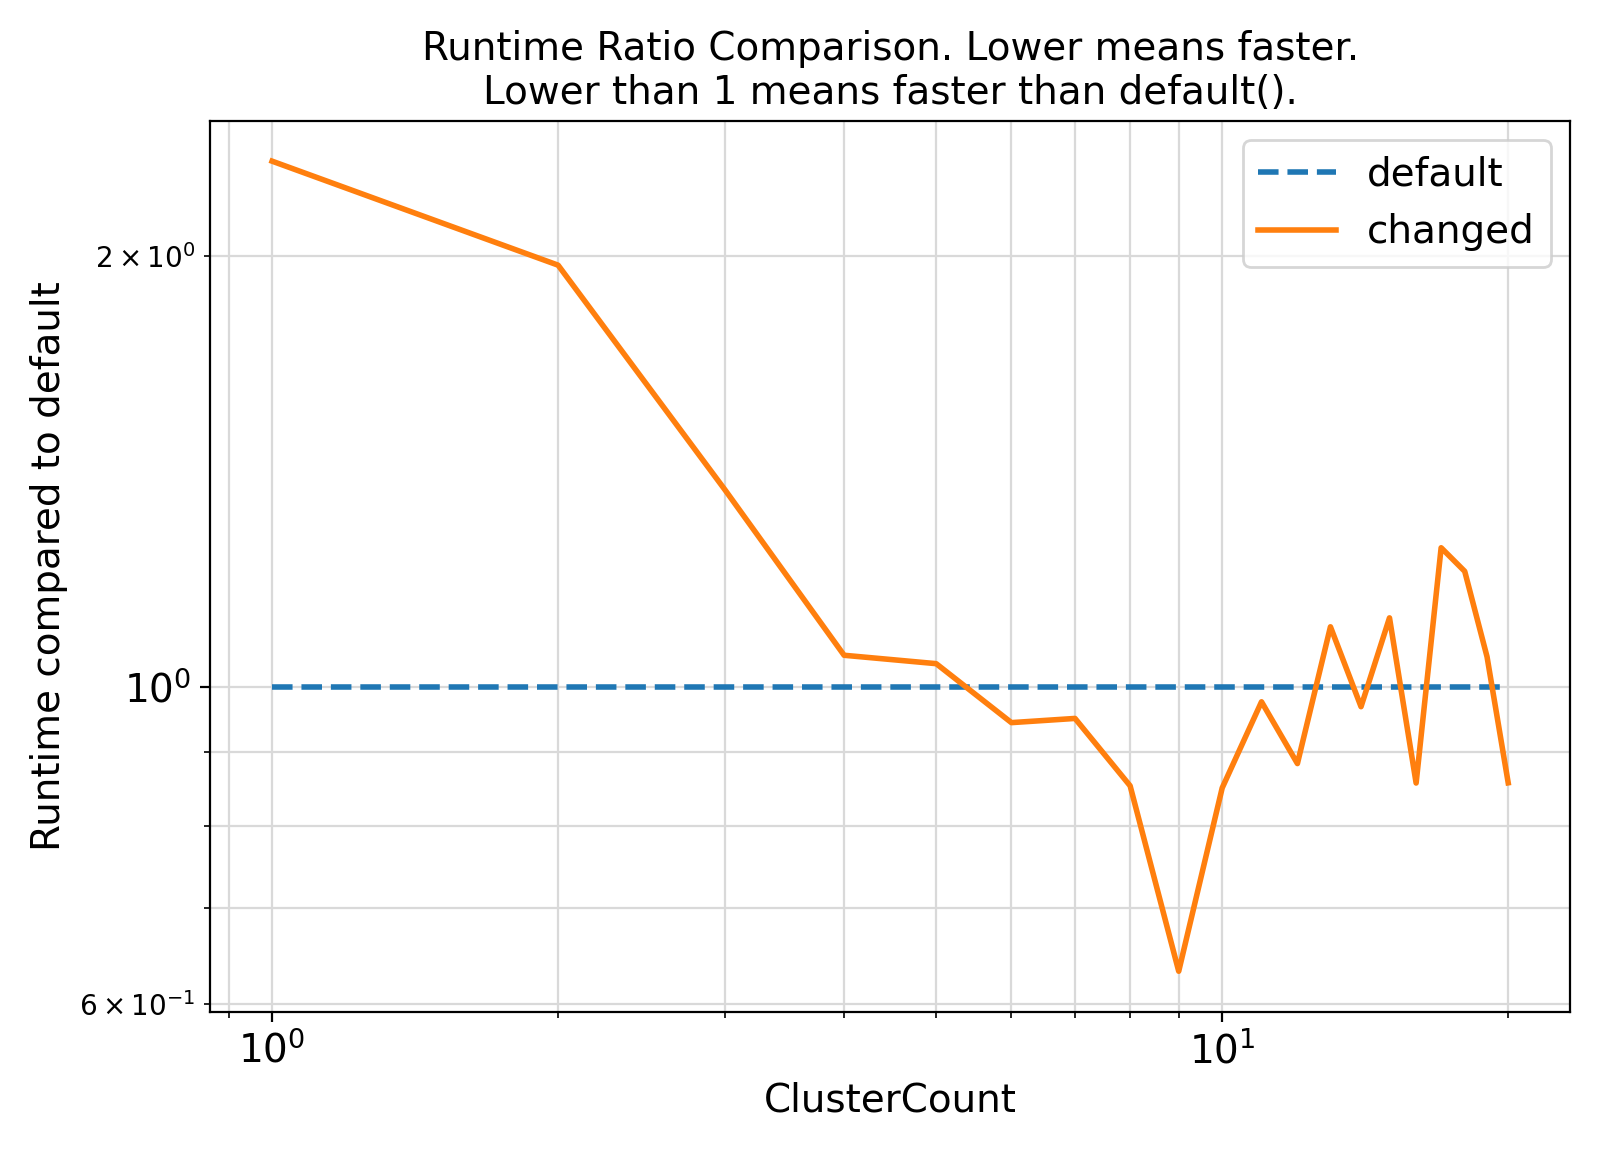 Runtime Ratio Comparison. Lower means faster.
Lower than 1 means faster than default().
default
changed
Runtime compared to default
2 × 10⁰
10⁰
6 × 10⁻¹
10⁰
10¹
ClusterCount